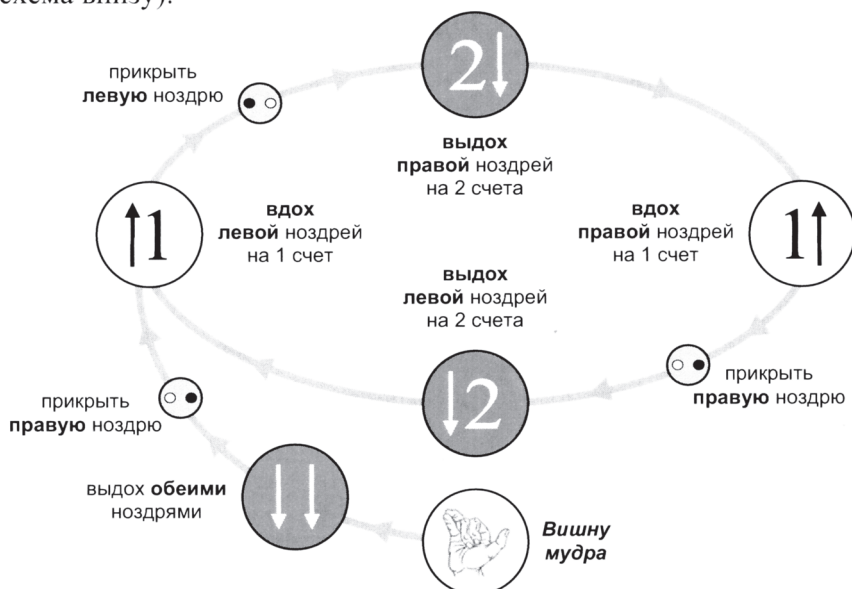 схема внизу).
2
прикрыть
левую ноздрю
выдох
правой ноздрей
на 2 счета
1
вдох
левой ноздрей
на 1 счет
вдох
правой ноздрей
на 1 счет
1
выдох
левой ноздрей
на 2 счета
2
прикрыть
правую ноздрю
прикрыть
правую ноздрю
выдох обеими
ноздрями
Вишну
мудра